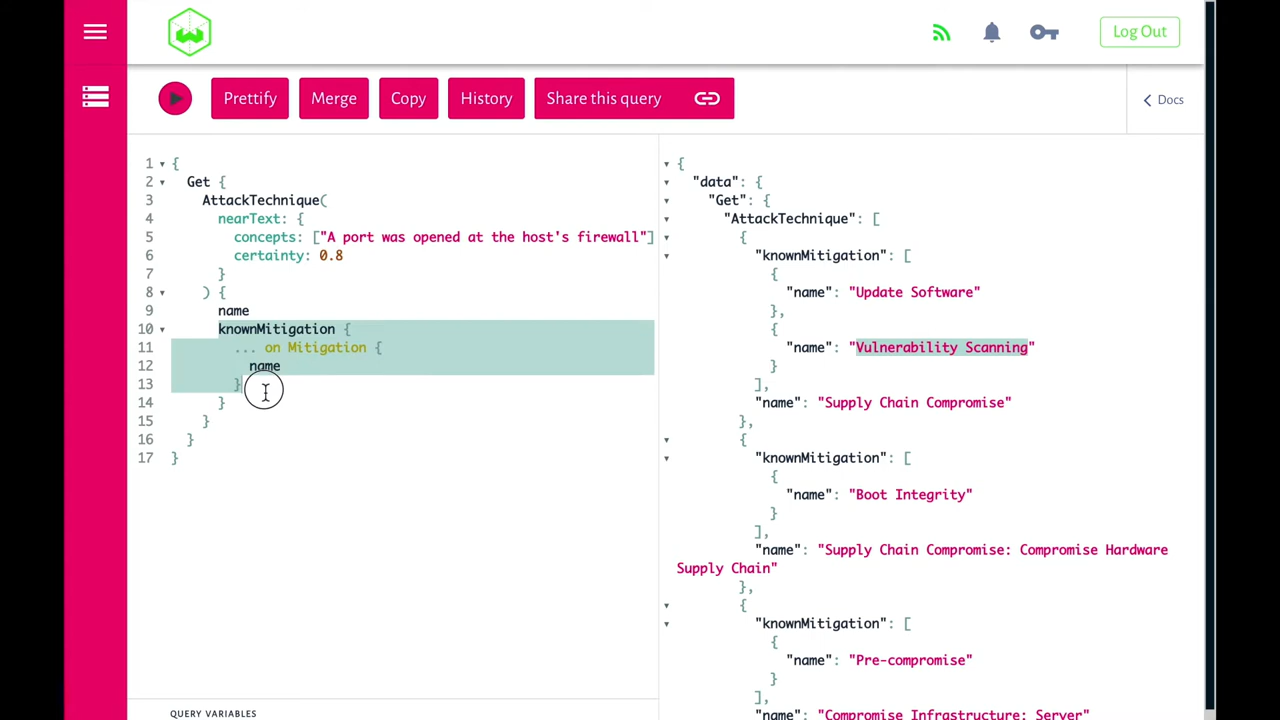 Log Out
Prettify
Merge
Copy
History
Share this query
Docs
1 {
2 Get {
3 AttackTechnique(
4 nearText: {
5 concepts: ["A port was opened at the host's firewall"]
6 certainty: 0.8
7 }
8 ) {
9 name
10 knownMitigation {
11 ... on Mitigation {
12 name
13 }
14 }
15 }
16 }
17 }
QUERY VARIABLES
{
"data": {
"Get": {
"AttackTechnique": [
{
"knownMitigation": [
{
"name": "Update Software"
},
{
"name": "Vulnerability Scanning"
}
],
"name": "Supply Chain Compromise"
},
{
"knownMitigation": [
{
"name": "Boot Integrity"
}
],
"name": "Supply Chain Compromise: Compromise Hardware
Supply Chain"
},
{
"knownMitigation": [
{
"name": "Pre-compromise"
}
],
"name": "Compromise Infrastructure: Server"